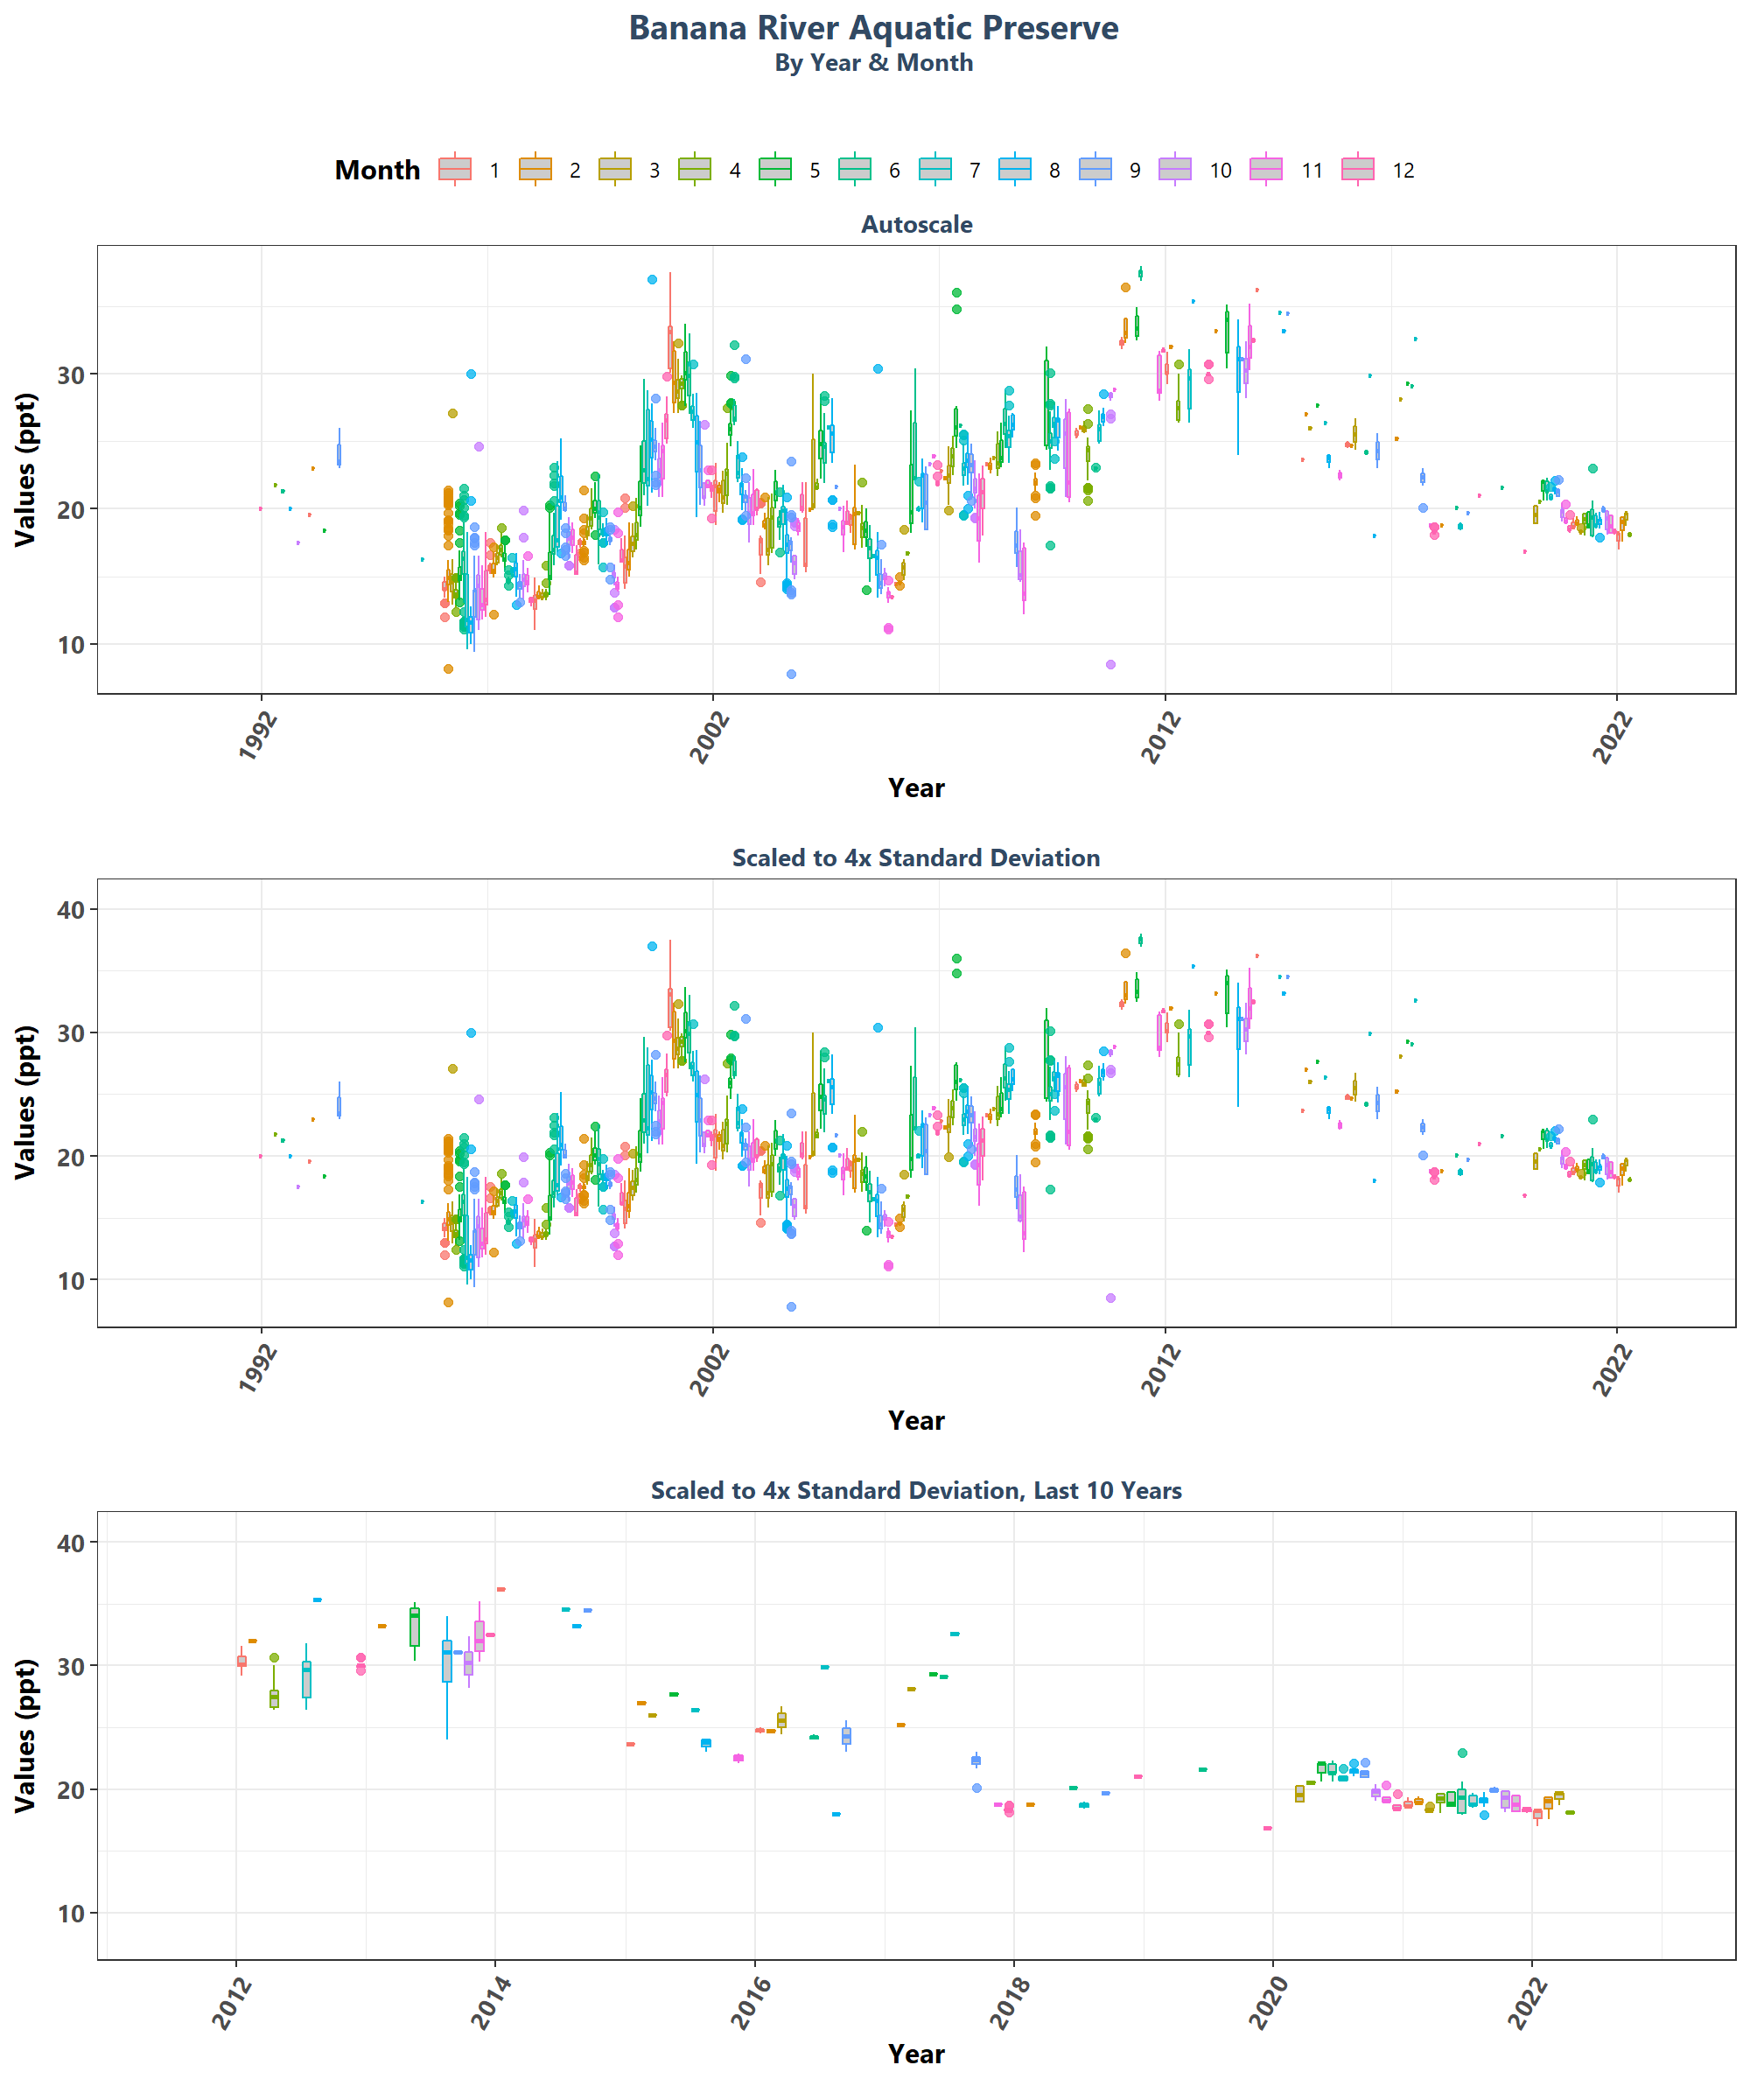 Banana River Aquatic Preserve
By Year & Month
Month 1 2 3 4 5 6 7 8 9 10 11 12
Autoscale
Values (ppt)
30
20
10
1992 2002 2012 2022
Year
Scaled to 4x Standard Deviation
Values (ppt)
40
30
20
10
1992 2002 2012 2022
Year
Scaled to 4x Standard Deviation, Last 10 Years
Values (ppt)
40
30
20
10
2012 2014 2016 2018 2020 2022
Year